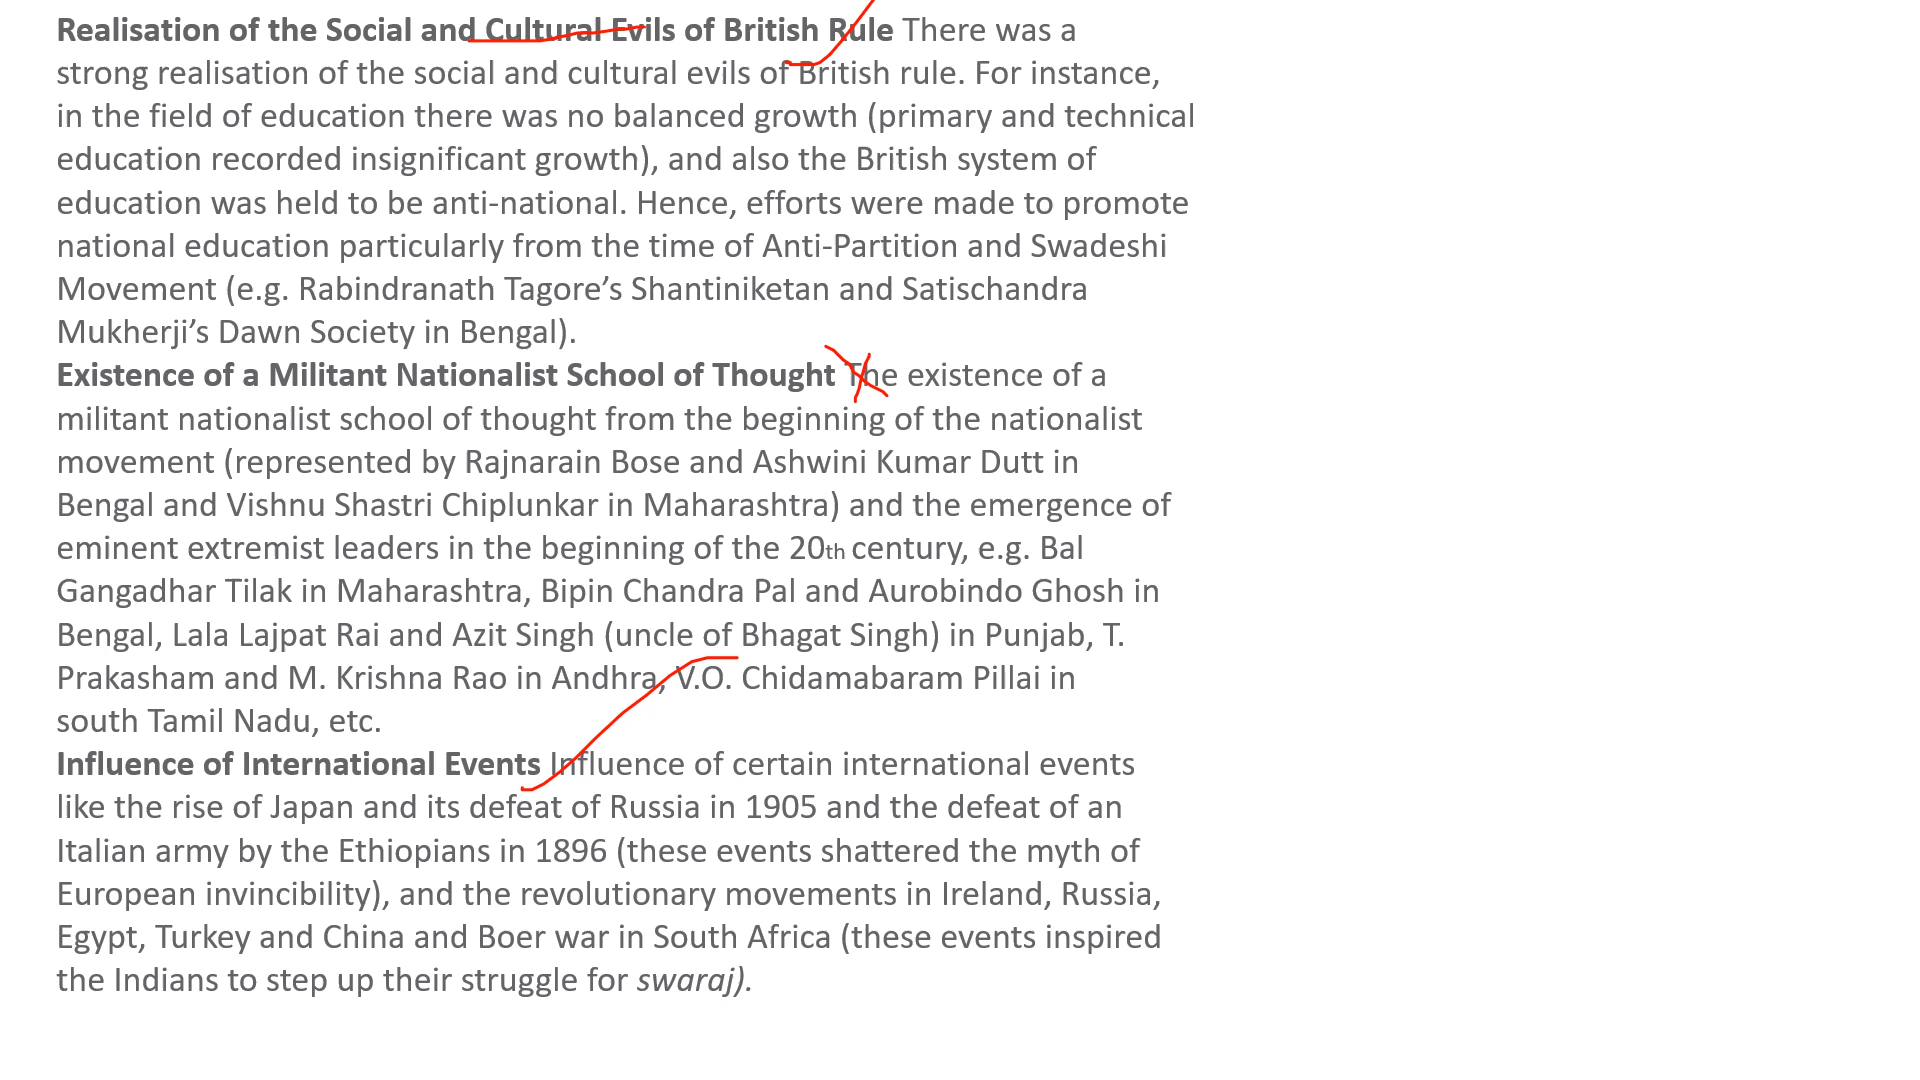 Realisation of the Social and Cultural Evils of British Rule There was a
strong realisation of the social and cultural evils of British rule. For instance,
in the field of education there was no balanced growth (primary and technical
education recorded insignificant growth), and also the British system of
education was held to be anti-national. Hence, efforts were made to promote
national education particularly from the time of Anti-Partition and Swadeshi
Movement (e.g. Rabindranath Tagore’s Shantiniketan and Satischandra
Mukherji’s Dawn Society in Bengal).
Existence of a Militant Nationalist School of Thought The existence of a
militant nationalist school of thought from the beginning of the nationalist
movement (represented by Rajnarain Bose and Ashwini Kumar Dutt in
Bengal and Vishnu Shastri Chiplunkar in Maharashtra) and the emergence of
eminent extremist leaders in the beginning of the 20th century, e.g. Bal
Gangadhar Tilak in Maharashtra, Bipin Chandra Pal and Aurobindo Ghosh in
Bengal, Lala Lajpat Rai and Azit Singh (uncle of Bhagat Singh) in Punjab, T.
Prakasham and M. Krishna Rao in Andhra, V.O. Chidamabaram Pillai in
south Tamil Nadu, etc.
Influence of International Events Influence of certain international events
like the rise of Japan and its defeat of Russia in 1905 and the defeat of an
Italian army by the Ethiopians in 1896 (these events shattered the myth of
European invincibility), and the revolutionary movements in Ireland, Russia,
Egypt, Turkey and China and Boer war in South Africa (these events inspired
the Indians to step up their struggle for swaraj).